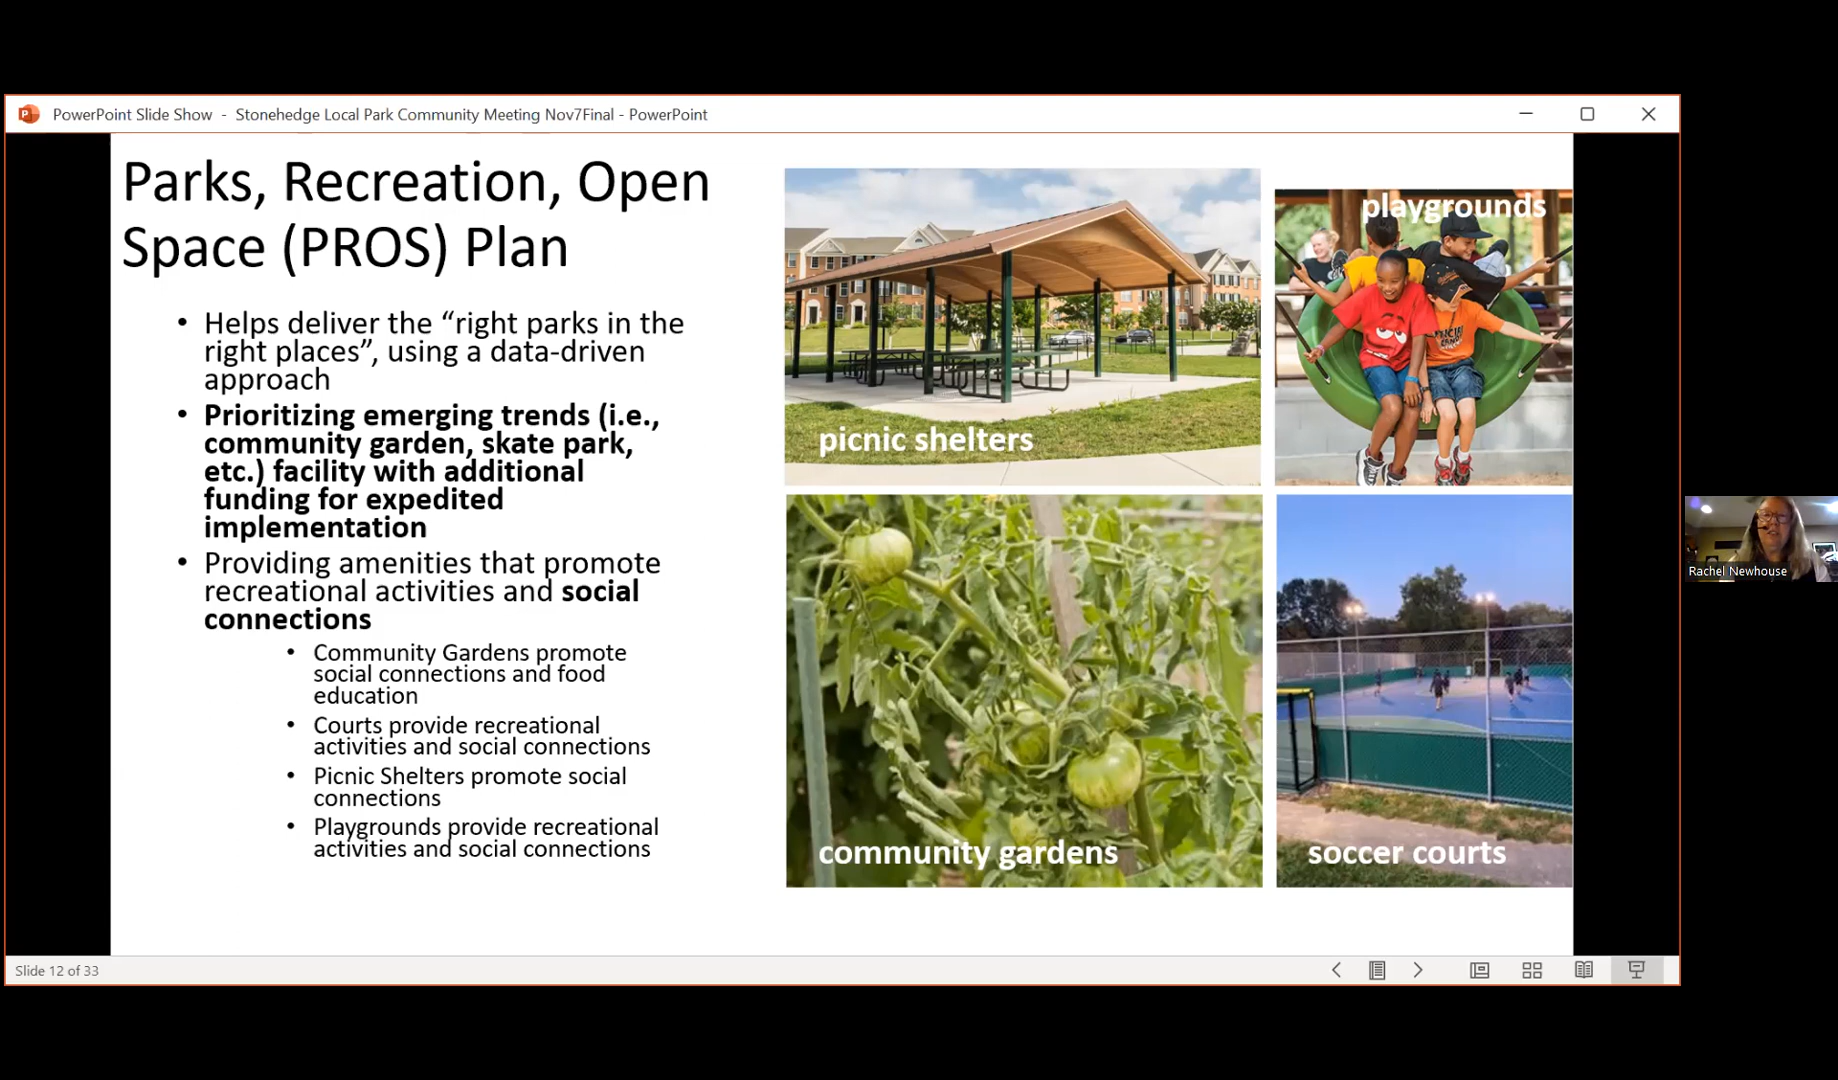 PowerPoint Slide Show - Stonehedge Local Park Community Meeting Nov7Final - PowerPoint
Parks, Recreation, Open
Space (PROS) Plan
• Helps deliver the “right parks in the
right places”, using a data-driven
approach
• Prioritizing emerging trends (i.e.,
community garden, skate park,
etc.) facility with additional
funding for expedited
implementation
• Providing amenities that promote
recreational activities and social
connections
• Community Gardens promote
social connections and food
education
• Courts provide recreational
activities and social connections
• Picnic Shelters promote social
connections
• Playgrounds provide recreational
activities and social connections
picnic shelters
playgrounds
community gardens
soccer courts
Rachel Newhouse
Slide 12 of 33